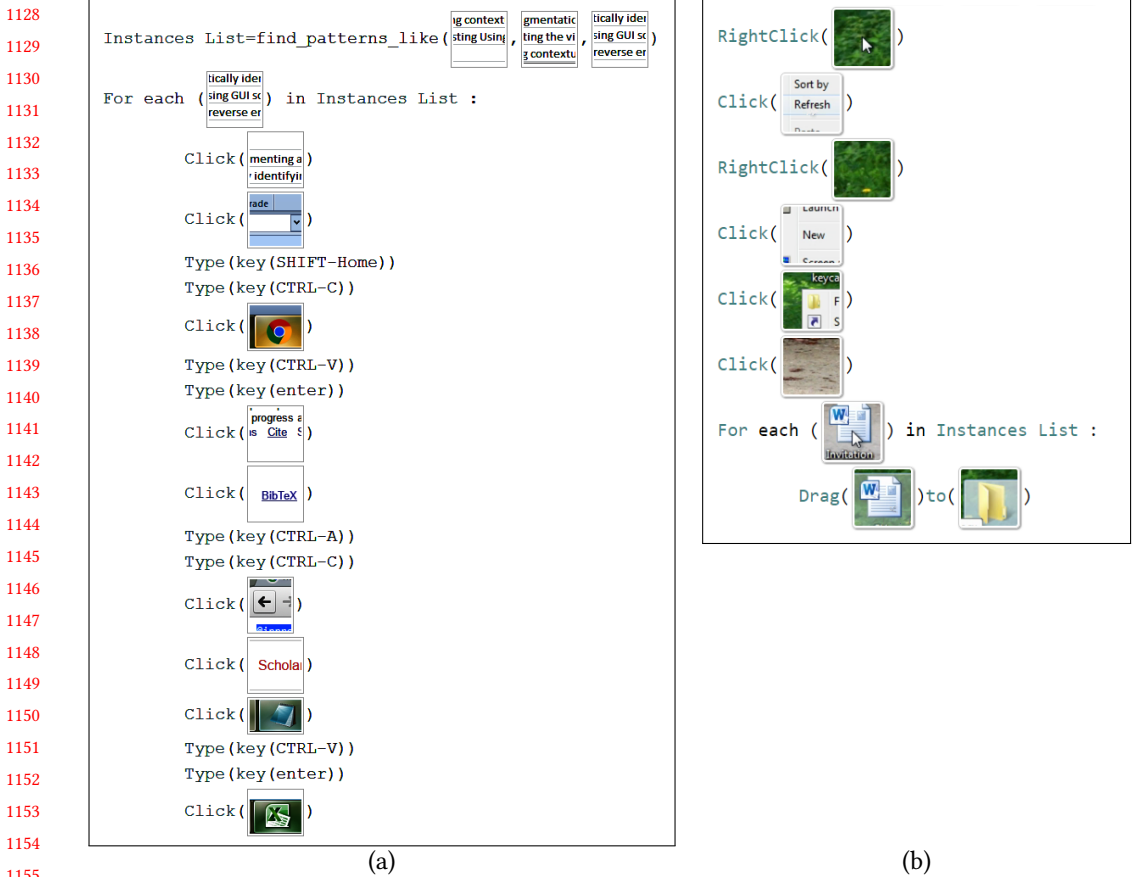 1128
1129
1130
1131
1132
1133
1134
1135
1136
1137
1138
1139
1140
1141
1142
1143
1144
1145
1146
1147
1148
1149
1150
1151
1152
1153
1154
1155
Instances List=find_patterns_like(
ng context
sting Using
,
gmentatic
ting the vi
g contextu
,
tically ider
sing GUI sc
reverse er
)
For each (
tically ider
sing GUI sc
reverse er
) in Instances List :
Click(
menting a
identifyi
)
Click(
rade
)
Type(key(SHIFT-Home))
Type(key(CTRL-C))
Click( )
Type(key(CTRL-V))
Type(key(enter))
Click(
progress a
is Cite S
)
Click( BibTeX )
Type(key(CTRL-A))
Type(key(CTRL-C))
Click( )
Click( Scholar )
Click( )
Type(key(CTRL-V))
Type(key(enter))
Click( )
(a)
RightClick( )
Click(
Sort by
Refresh
)
RightClick( )
Click(
Launch
New
Screen
)
Click(
keyca
F
S
)
Click( )
For each (
W
Invitation
) in Instances List :
Drag( W )to( )
(b)